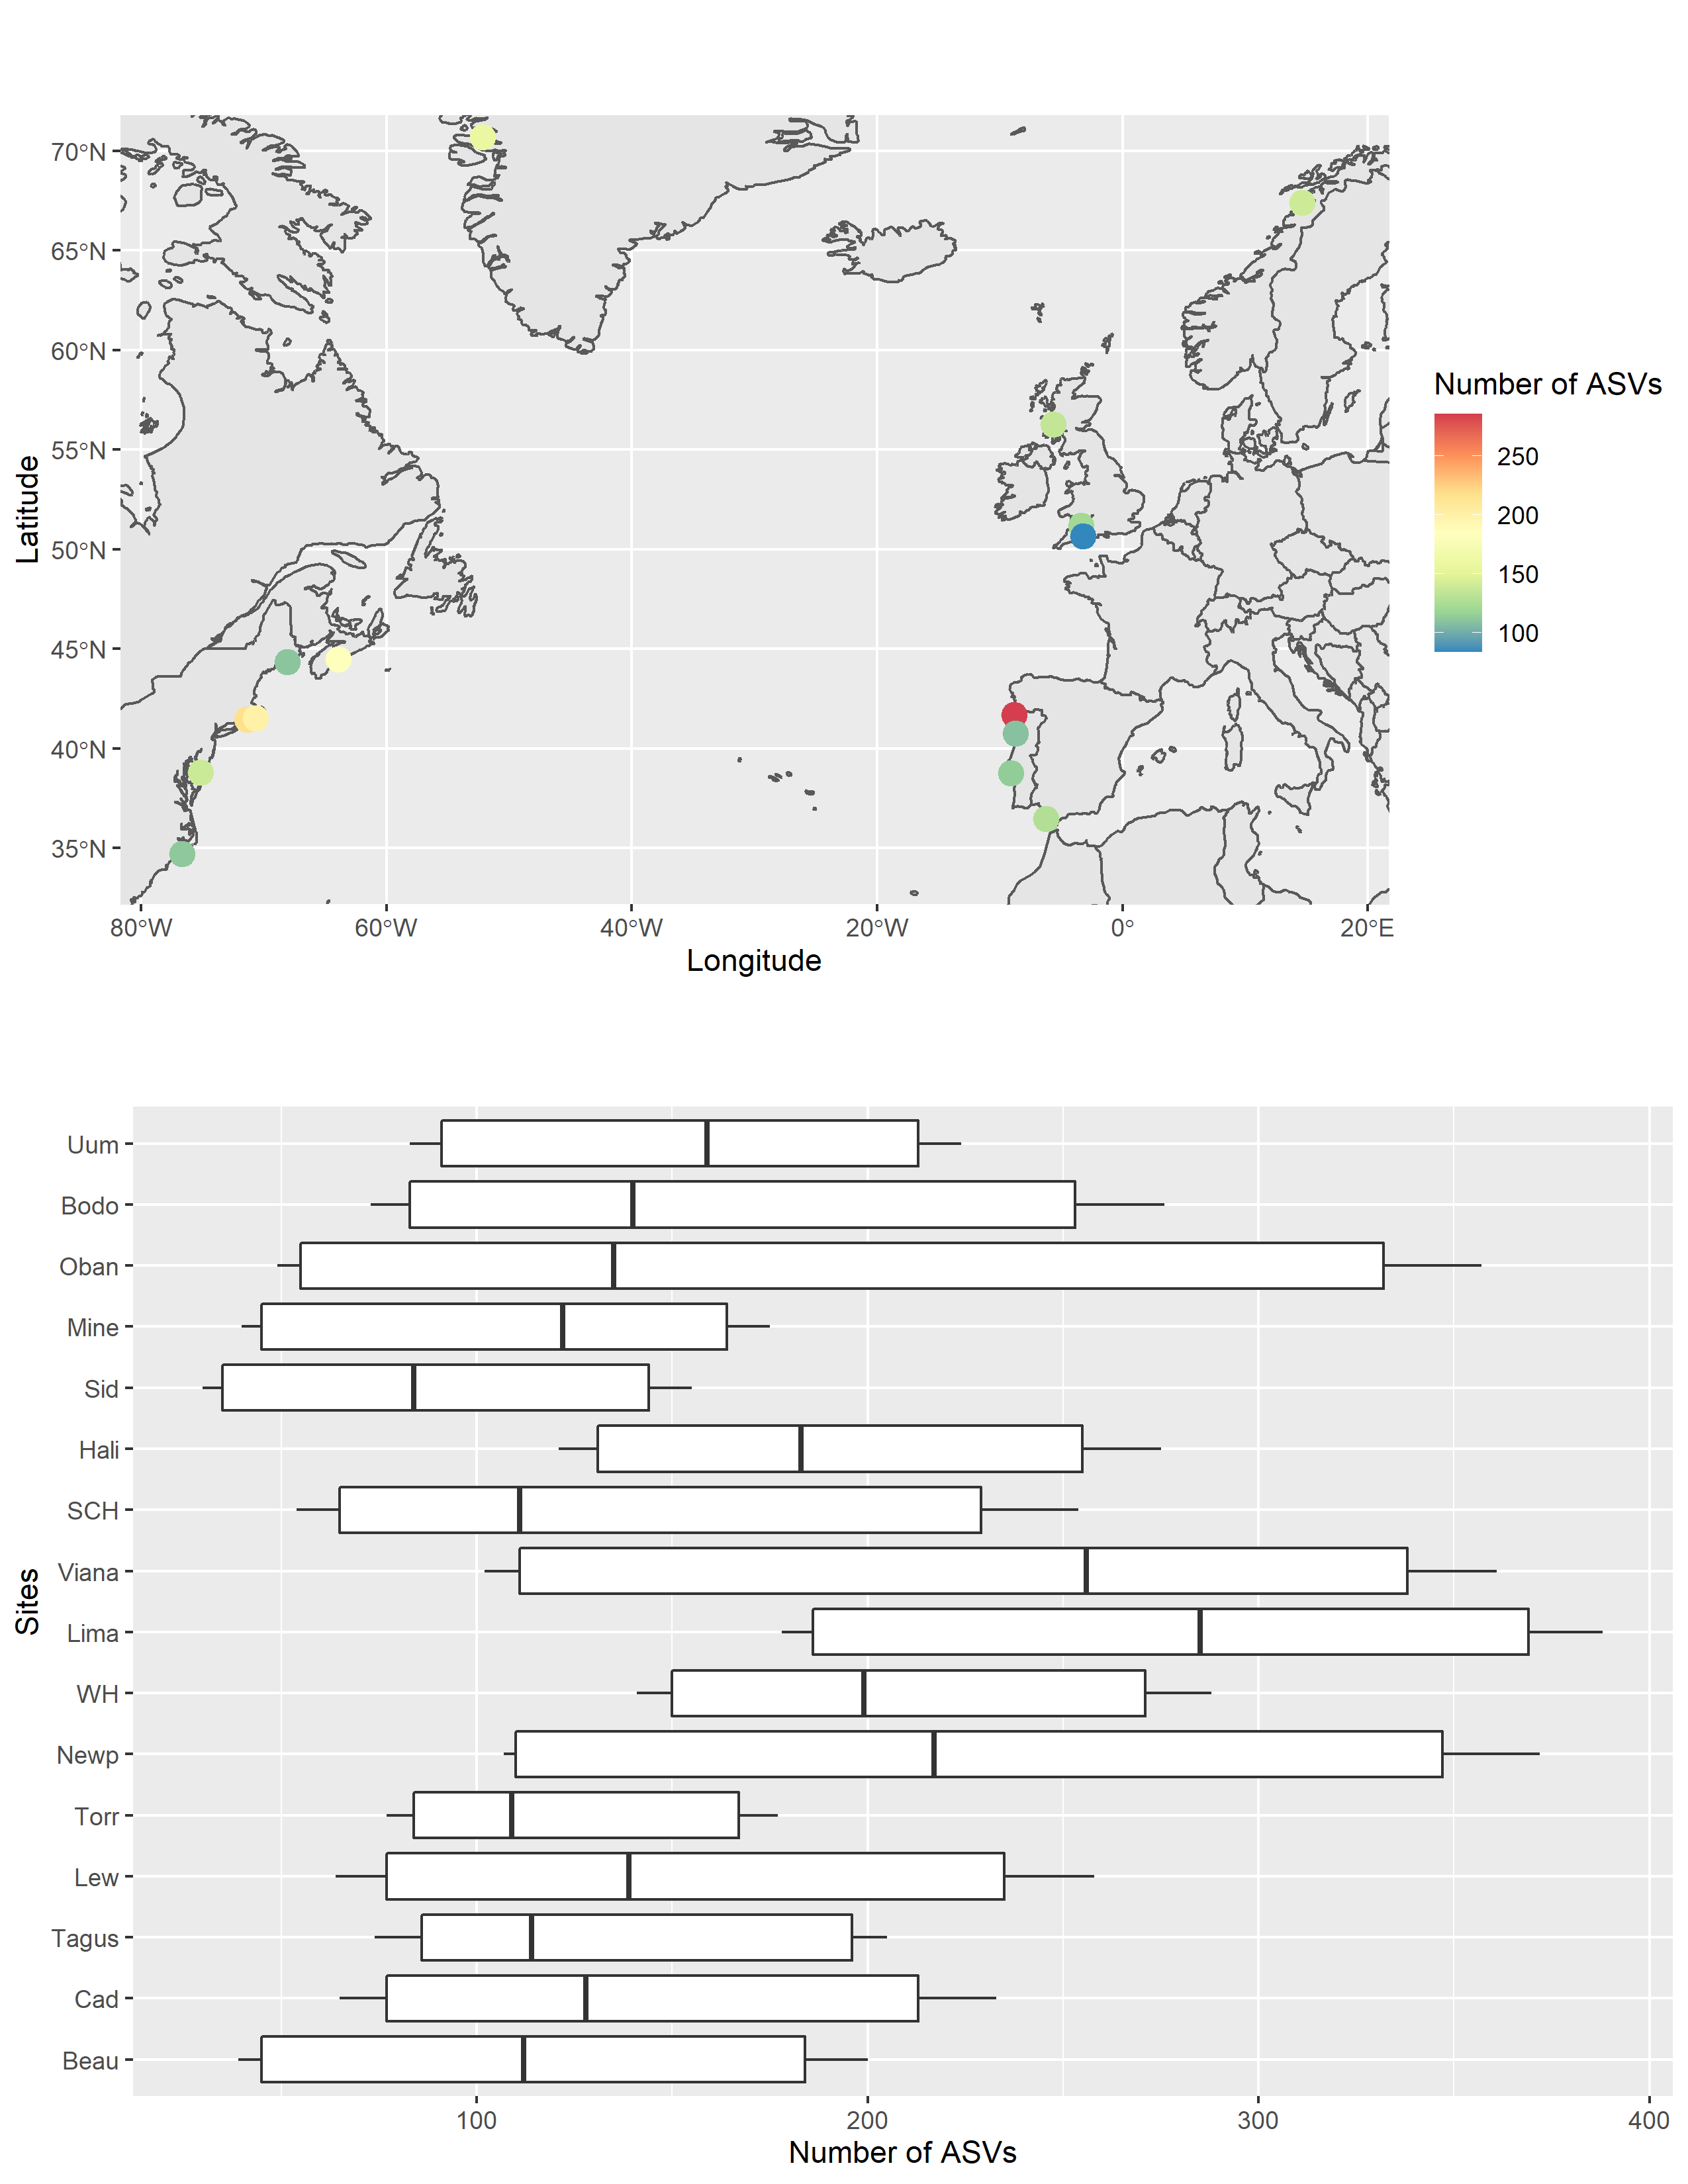 70°N
65°N
60°N
55°N
50°N
45°N
40°N
35°N
Latitude
80°W 60°W 40°W 20°W 0° 20°E
Longitude
Number of ASVs
250
200
150
100
Uum
Bodo
Oban
Mine
Sid
Hali
SCH
Viana
Lima
WH
Newp
Torr
Lew
Tagus
Cad
Beau
Sites
100 200 300 400
Number of ASVs